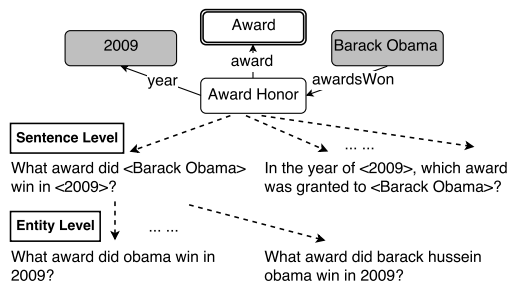 Award
2009
Barack Obama
award
year
awardsWon
Award Honor
Sentence Level
... ...
What award did <Barack Obama>
win in <2009>?
In the year of <2009>, which award
was granted to <Barack Obama>?
Entity Level
... ...
What award did obama win in
2009?
What award did barack hussein
obama win in 2009?